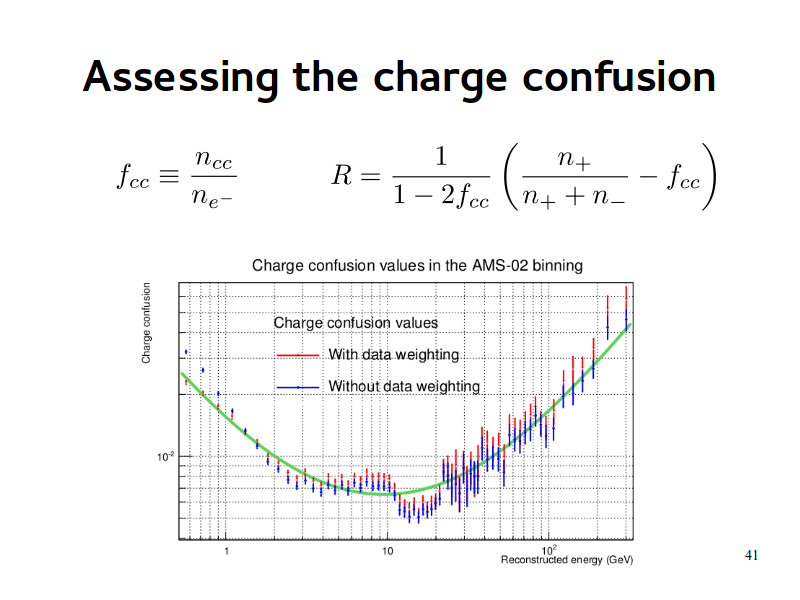 Assessing the charge confusion
f_{cc} ≡ \frac{n_{cc}}{n_{e^-}}
R = \frac{1}{1 - 2f_{cc}} \left( \frac{n_+}{n_+ + n_-} - f_{cc} \right)
Charge confusion values in the AMS-02 binning
Charge confusion
Charge confusion values
With data weighting
Without data weighting
10^{-2}
1
10
10^2
Reconstructed energy (GeV)
41